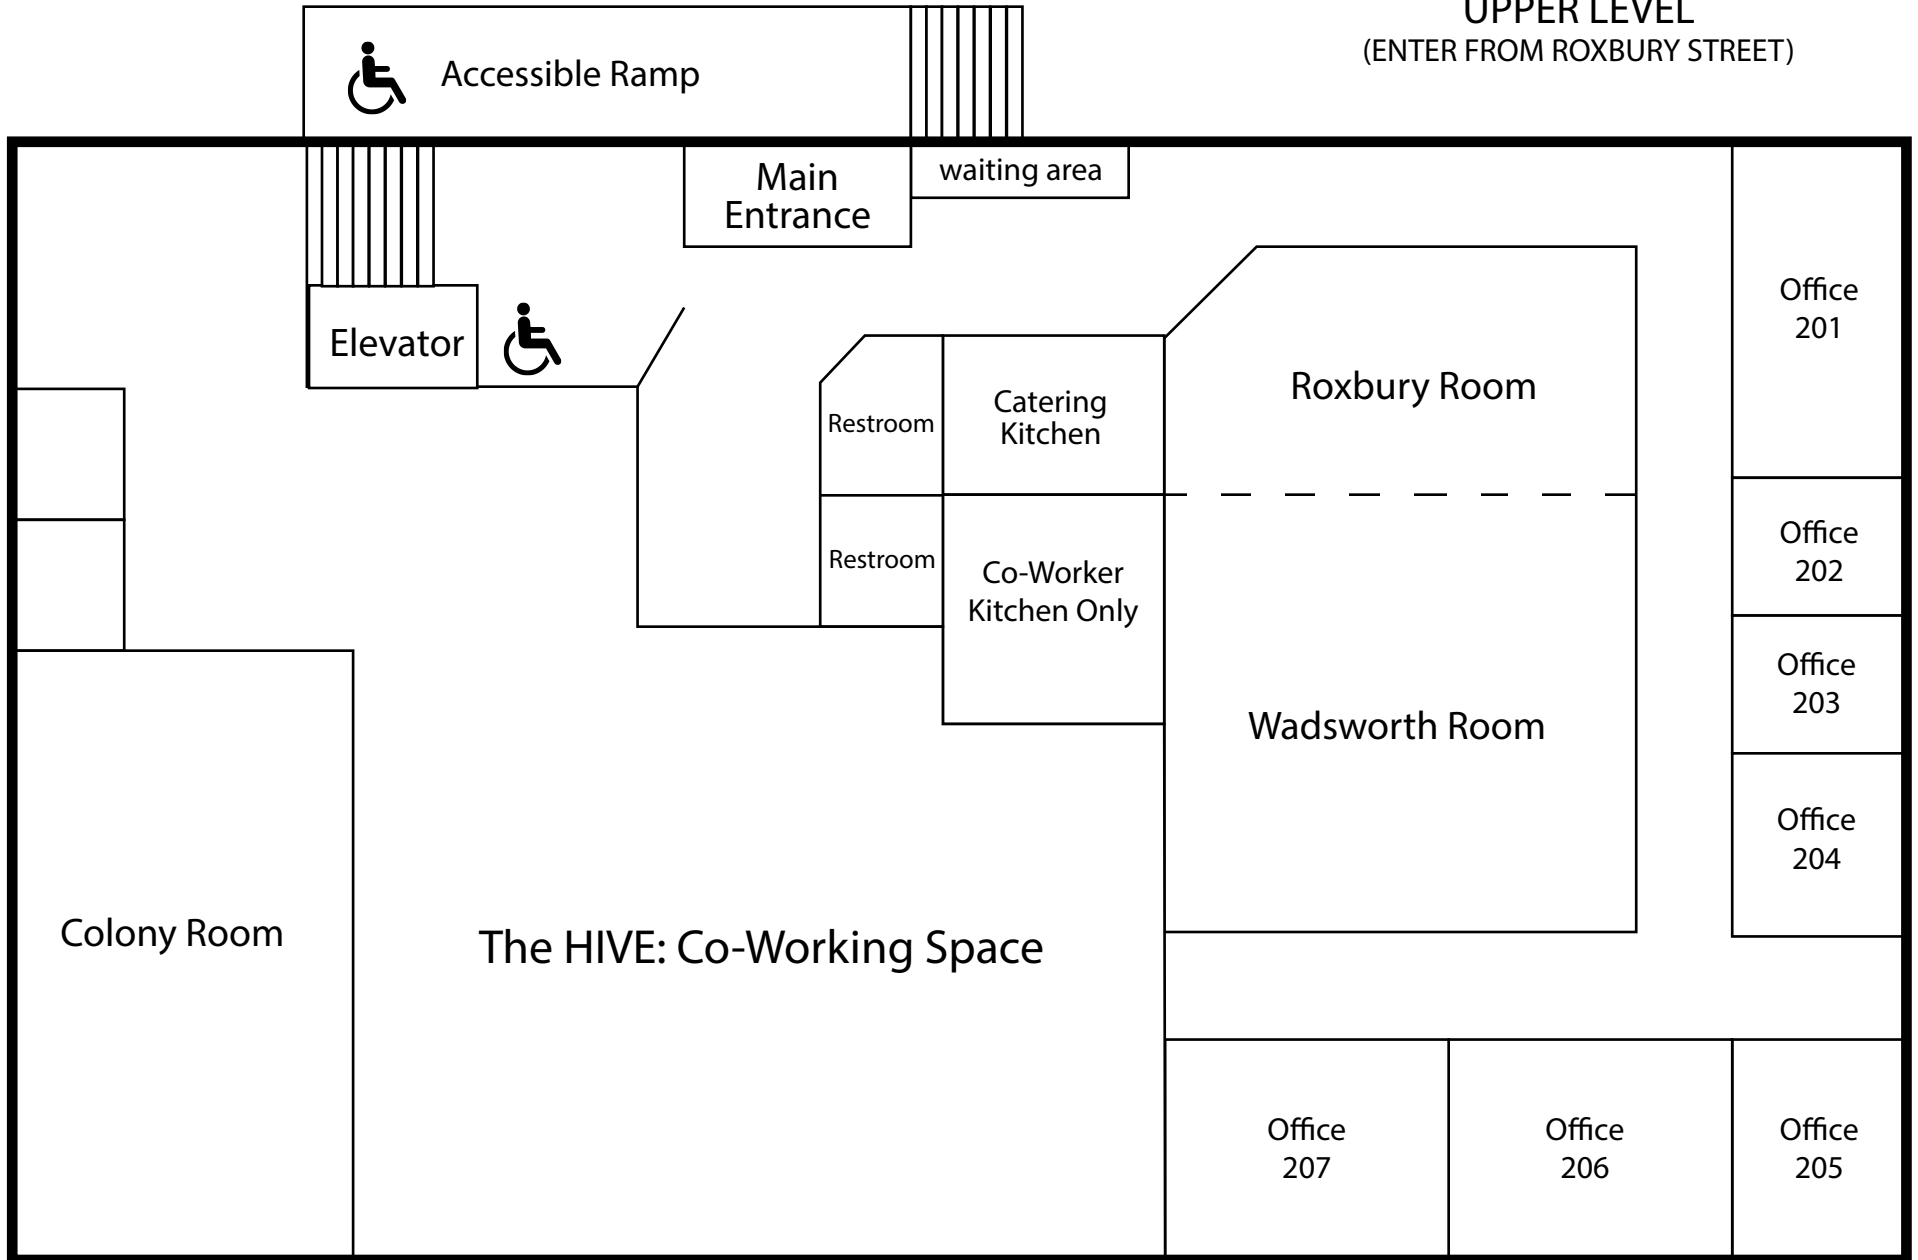 UPPER LEVEL
(ENTER FROM ROXBURY STREET)
Accessible Ramp
Main
Entrance
waiting area
Elevator
Restroom
Catering
Kitchen
Roxbury Room
Office
201
Restroom
Co-Worker
Kitchen Only
Office
202
Office
203
Wadsworth Room
Office
204
Colony Room
The HIVE: Co-Working Space
Office
207
Office
206
Office
205